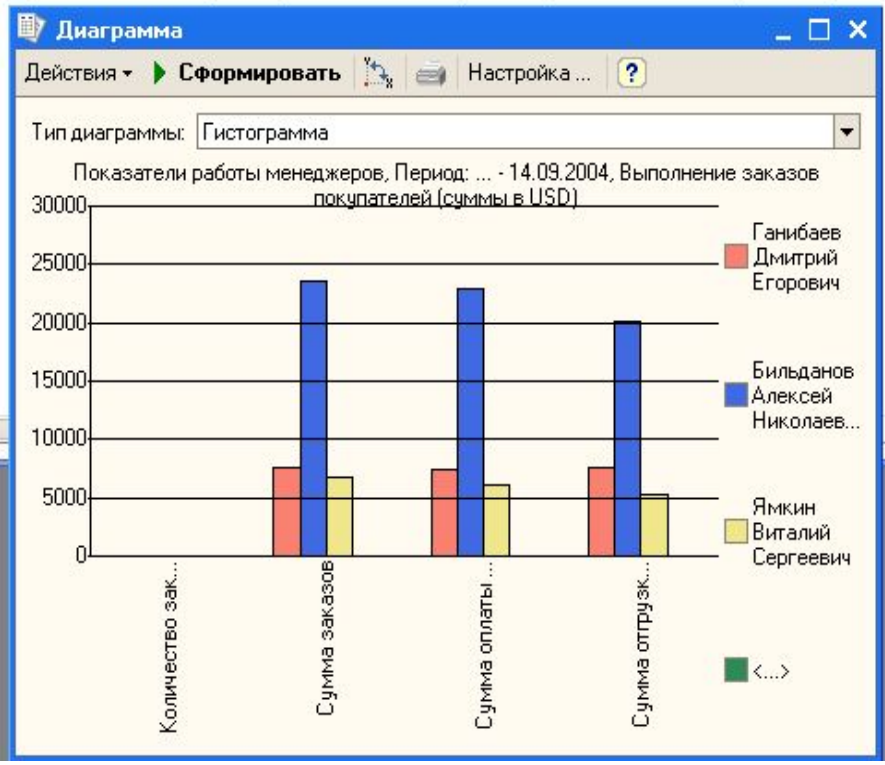 Диаграмма
Действия Сформировать Настройка ... ?
Тип диаграммы: Гистограмма
Показатели работы менеджеров, Период: ... - 14.09.2004, Выполнение заказов
покупателей (суммы в USD)
30000
25000
20000
15000
10000
5000
0
Количество зак...
Сумма заказов
Сумма оплаты ...
Сумма отгрузк...
Ганибаев
Дмитрий
Егорович
Бильданов
Алексей
Николаев...
Ямкин
Виталий
Сергеевич
<...>